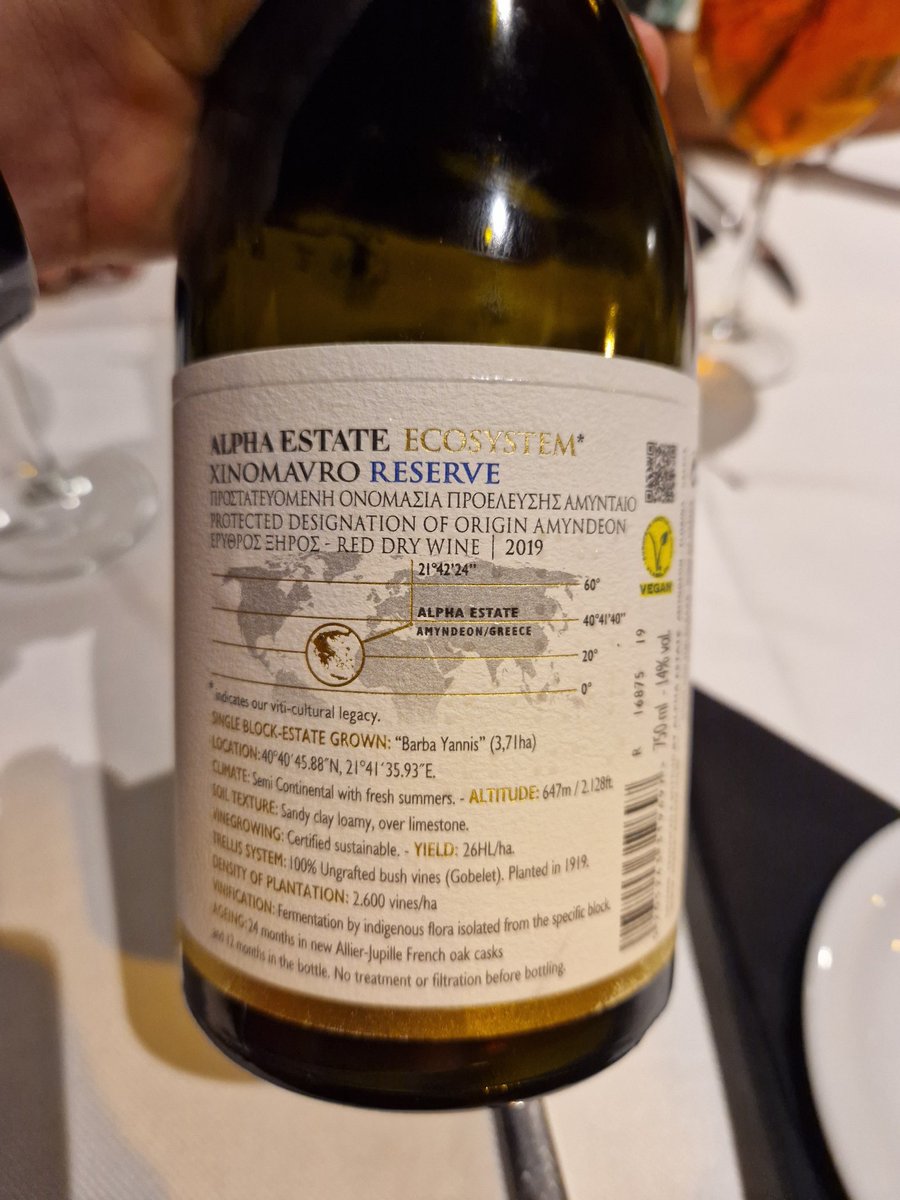 ALPHA ESTATE ECOSYSTEM*
XINOMAVRO RESERVE
ΠΡΟΣΤΑΤΕΥΟΜΕΝΗ ΟΝΟΜΑΣΙΑ ΠΡΟΕΛΕΥΣΗΣ ΑΜΥΝΤΑΙΟ
PROTECTED DESIGNATION OF ORIGIN AMYNDEON
ΕΡΥΘΡΟΣ ΞΗΡΟΣ - RED DRY WINE | 2019
21°42'24"
60°
ALPHA ESTATE
40°41'40"
AMYNDEON/GREECE
20°
0°
* indicates our viti-cultural legacy.
SINGLE BLOCK-ESTATE GROWN: "Barba Yannis" (3,71ha)
LOCATION: 40°40΄45.88"N, 21°41΄35.93"E.
CLIMATE: Semi Continental with fresh summers. - ALTITUDE: 647m / 2.128ft.
SOIL TEXTURE: Sandy clay loamy, over limestone.
VINEGROWING: Certified sustainable. - YIELD: 26HL/ha.
TRELLIS SYSTEM: 100% Ungrafted bush vines (Gobelet). Planted in 1919.
DENSITY OF PLANTATION: 2.600 vines/ha
VINIFICATION: Fermentation by indigenous flora isolated from the specific block.
AGEING: 24 months in new Allier-Jupille French oak casks
and 12 months in the bottle. No treatment or filtration before bottling.
VEGAN
R 16875 19
750 ml - 14% vol.